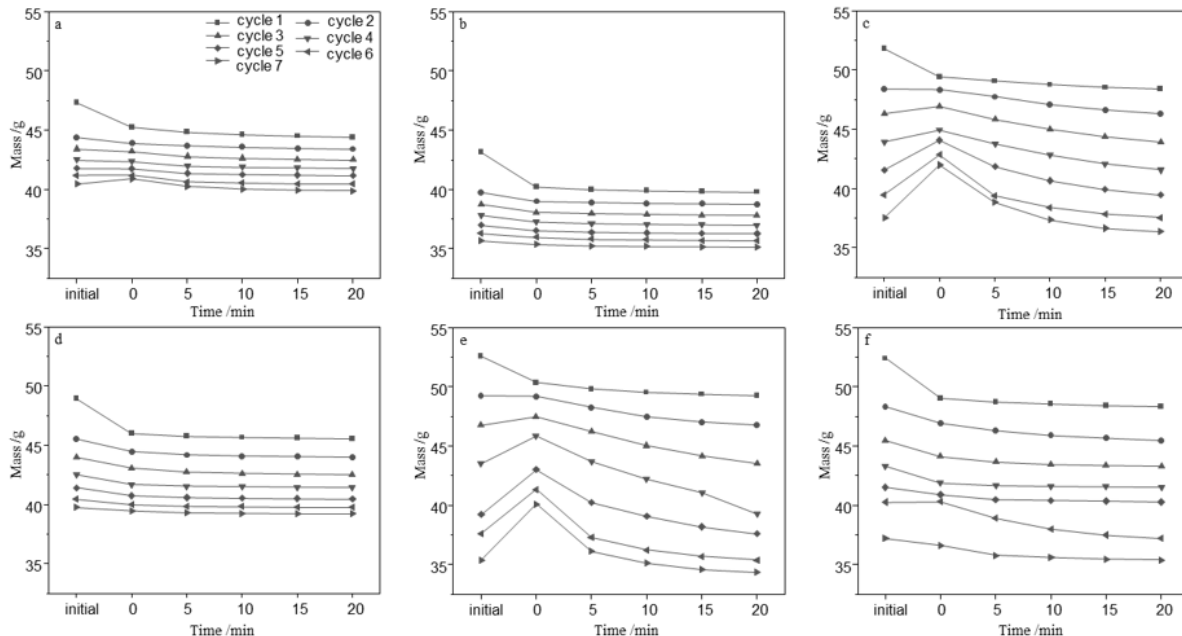 a
cycle 1 cycle 2
cycle 3 cycle 4
cycle 5 cycle 6
cycle 7
55
50
45
40
35
Mass /g
initial 0 5 10 15 20
Time /min
b
55
50
45
40
35
Mass /g
initial 0 5 10 15 20
Time /min
c
55
50
45
40
35
Mass /g
initial 0 5 10 15 20
Time /min
d
55
50
45
40
35
Mass /g
initial 0 5 10 15 20
Time /min
e
55
50
45
40
35
Mass /g
initial 0 5 10 15 20
Time /min
f
55
50
45
40
35
Mass /g
initial 0 5 10 15 20
Time /min